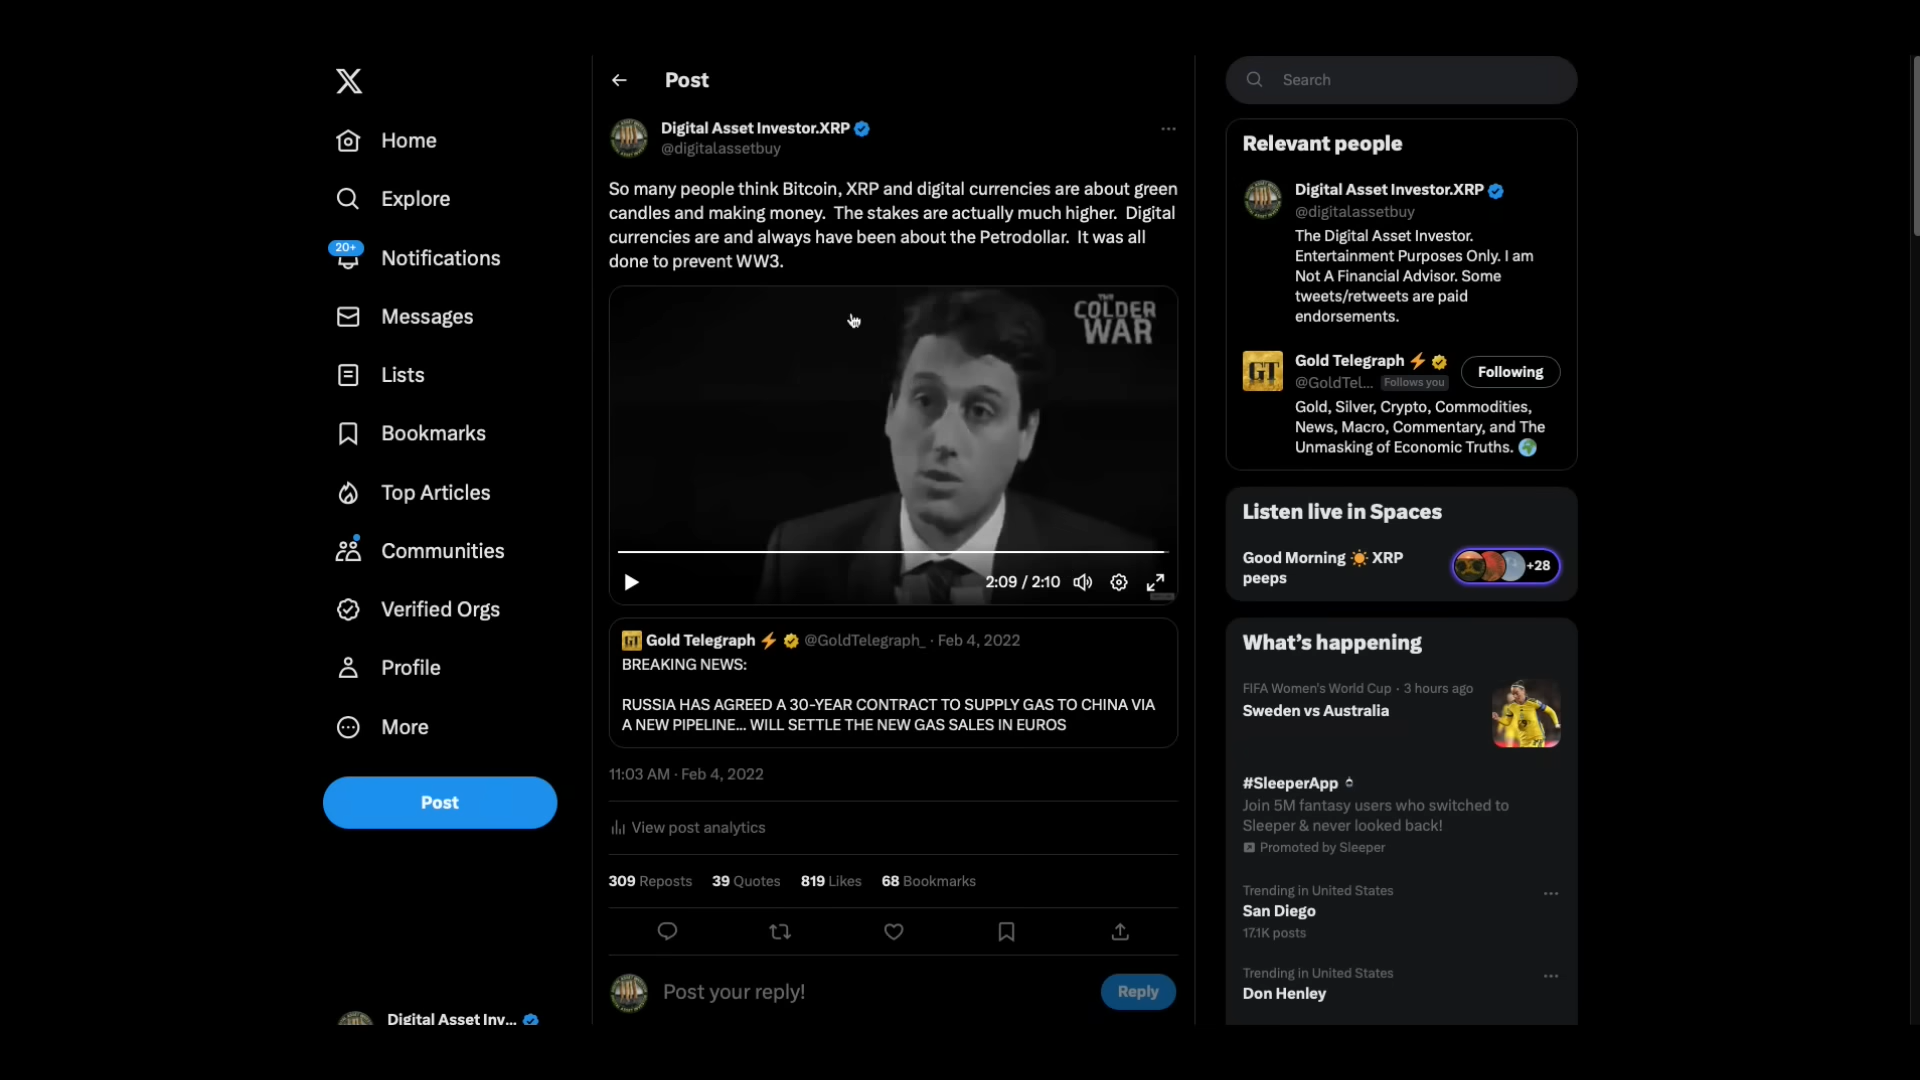 Home
Explore
20+
Notifications
Messages
Lists
Bookmarks
Top Articles
Communities
Verified Orgs
Profile
More
Post
Digital Asset Inv...
Post
Digital Asset Investor.XRP
@digitalassetbuy
So many people think Bitcoin, XRP and digital currencies are about green
candles and making money.  The stakes are actually much higher.  Digital
currencies are and always have been about the Petrodollar.  It was all
done to prevent WW3.
THE
COLDER
WAR
2:09 / 2:10
GT Gold Telegraph ⚡ @GoldTelegraph_ · Feb 4, 2022
BREAKING NEWS:
RUSSIA HAS AGREED A 30-YEAR CONTRACT TO SUPPLY GAS TO CHINA VIA
A NEW PIPELINE... WILL SETTLE THE NEW GAS SALES IN EUROS
11:03 AM · Feb 4, 2022
View post analytics
309 Reposts 39 Quotes 819 Likes 68 Bookmarks
Post your reply!
Reply
Search
Relevant people
Digital Asset Investor.XRP
@digitalassetbuy
The Digital Asset Investor.
Entertainment Purposes Only. I am
Not A Financial Advisor. Some
tweets/retweets are paid
endorsements.
GT
Gold Telegraph ⚡
@GoldTel... Follows you
Following
Gold, Silver, Crypto, Commodities,
News, Macro, Commentary, and The
Unmasking of Economic Truths. 🌍
Listen live in Spaces
Good Morning ☀️ XRP
peeps
+28
What's happening
FIFA Women's World Cup · 3 hours ago
Sweden vs Australia
#SleeperApp
Join 5M fantasy users who switched to
Sleeper & never looked back!
Promoted by Sleeper
Trending in United States
San Diego
17.1K posts
Trending in United States
Don Henley